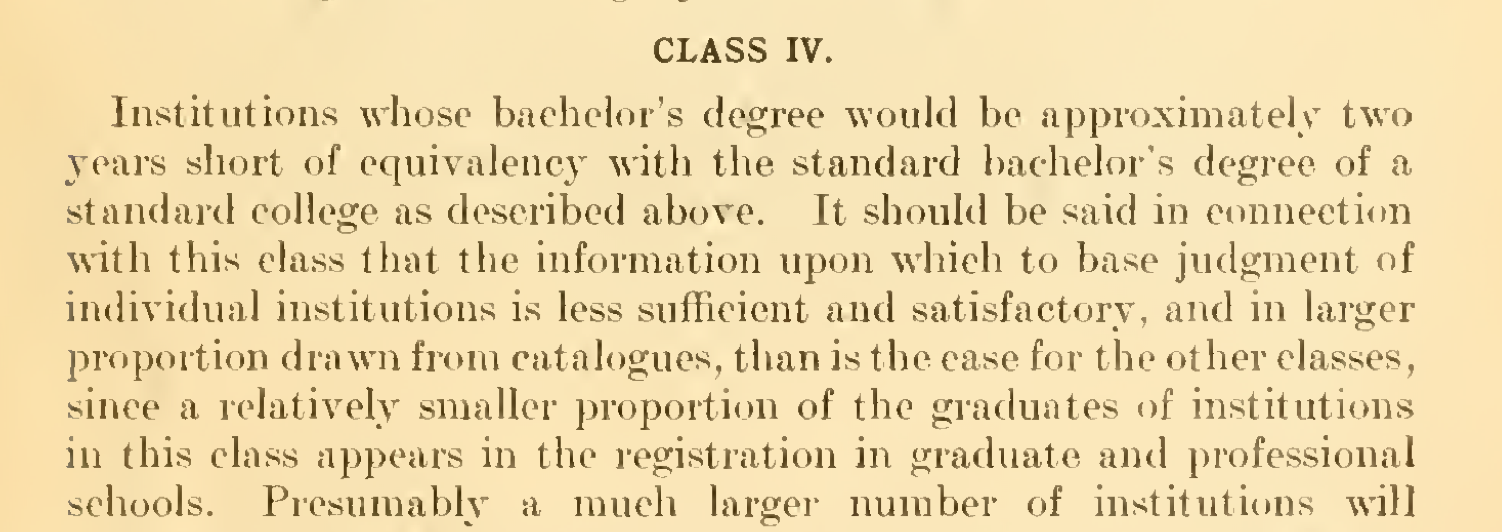 CLASS IV.
Institutions whose bachelor's degree would be approximately two
years short of equivalency with the standard bachelor's degree of a
standard college as described above. It should be said in connection
with this class that the information upon which to base judgment of
individual institutions is less sufficient and satisfactory, and in larger
proportion drawn from catalogues, than is the case for the other classes,
since a relatively smaller proportion of the graduates of institutions
in this class appears in the registration in graduate and professional
schools. Presumably a much larger number of institutions will